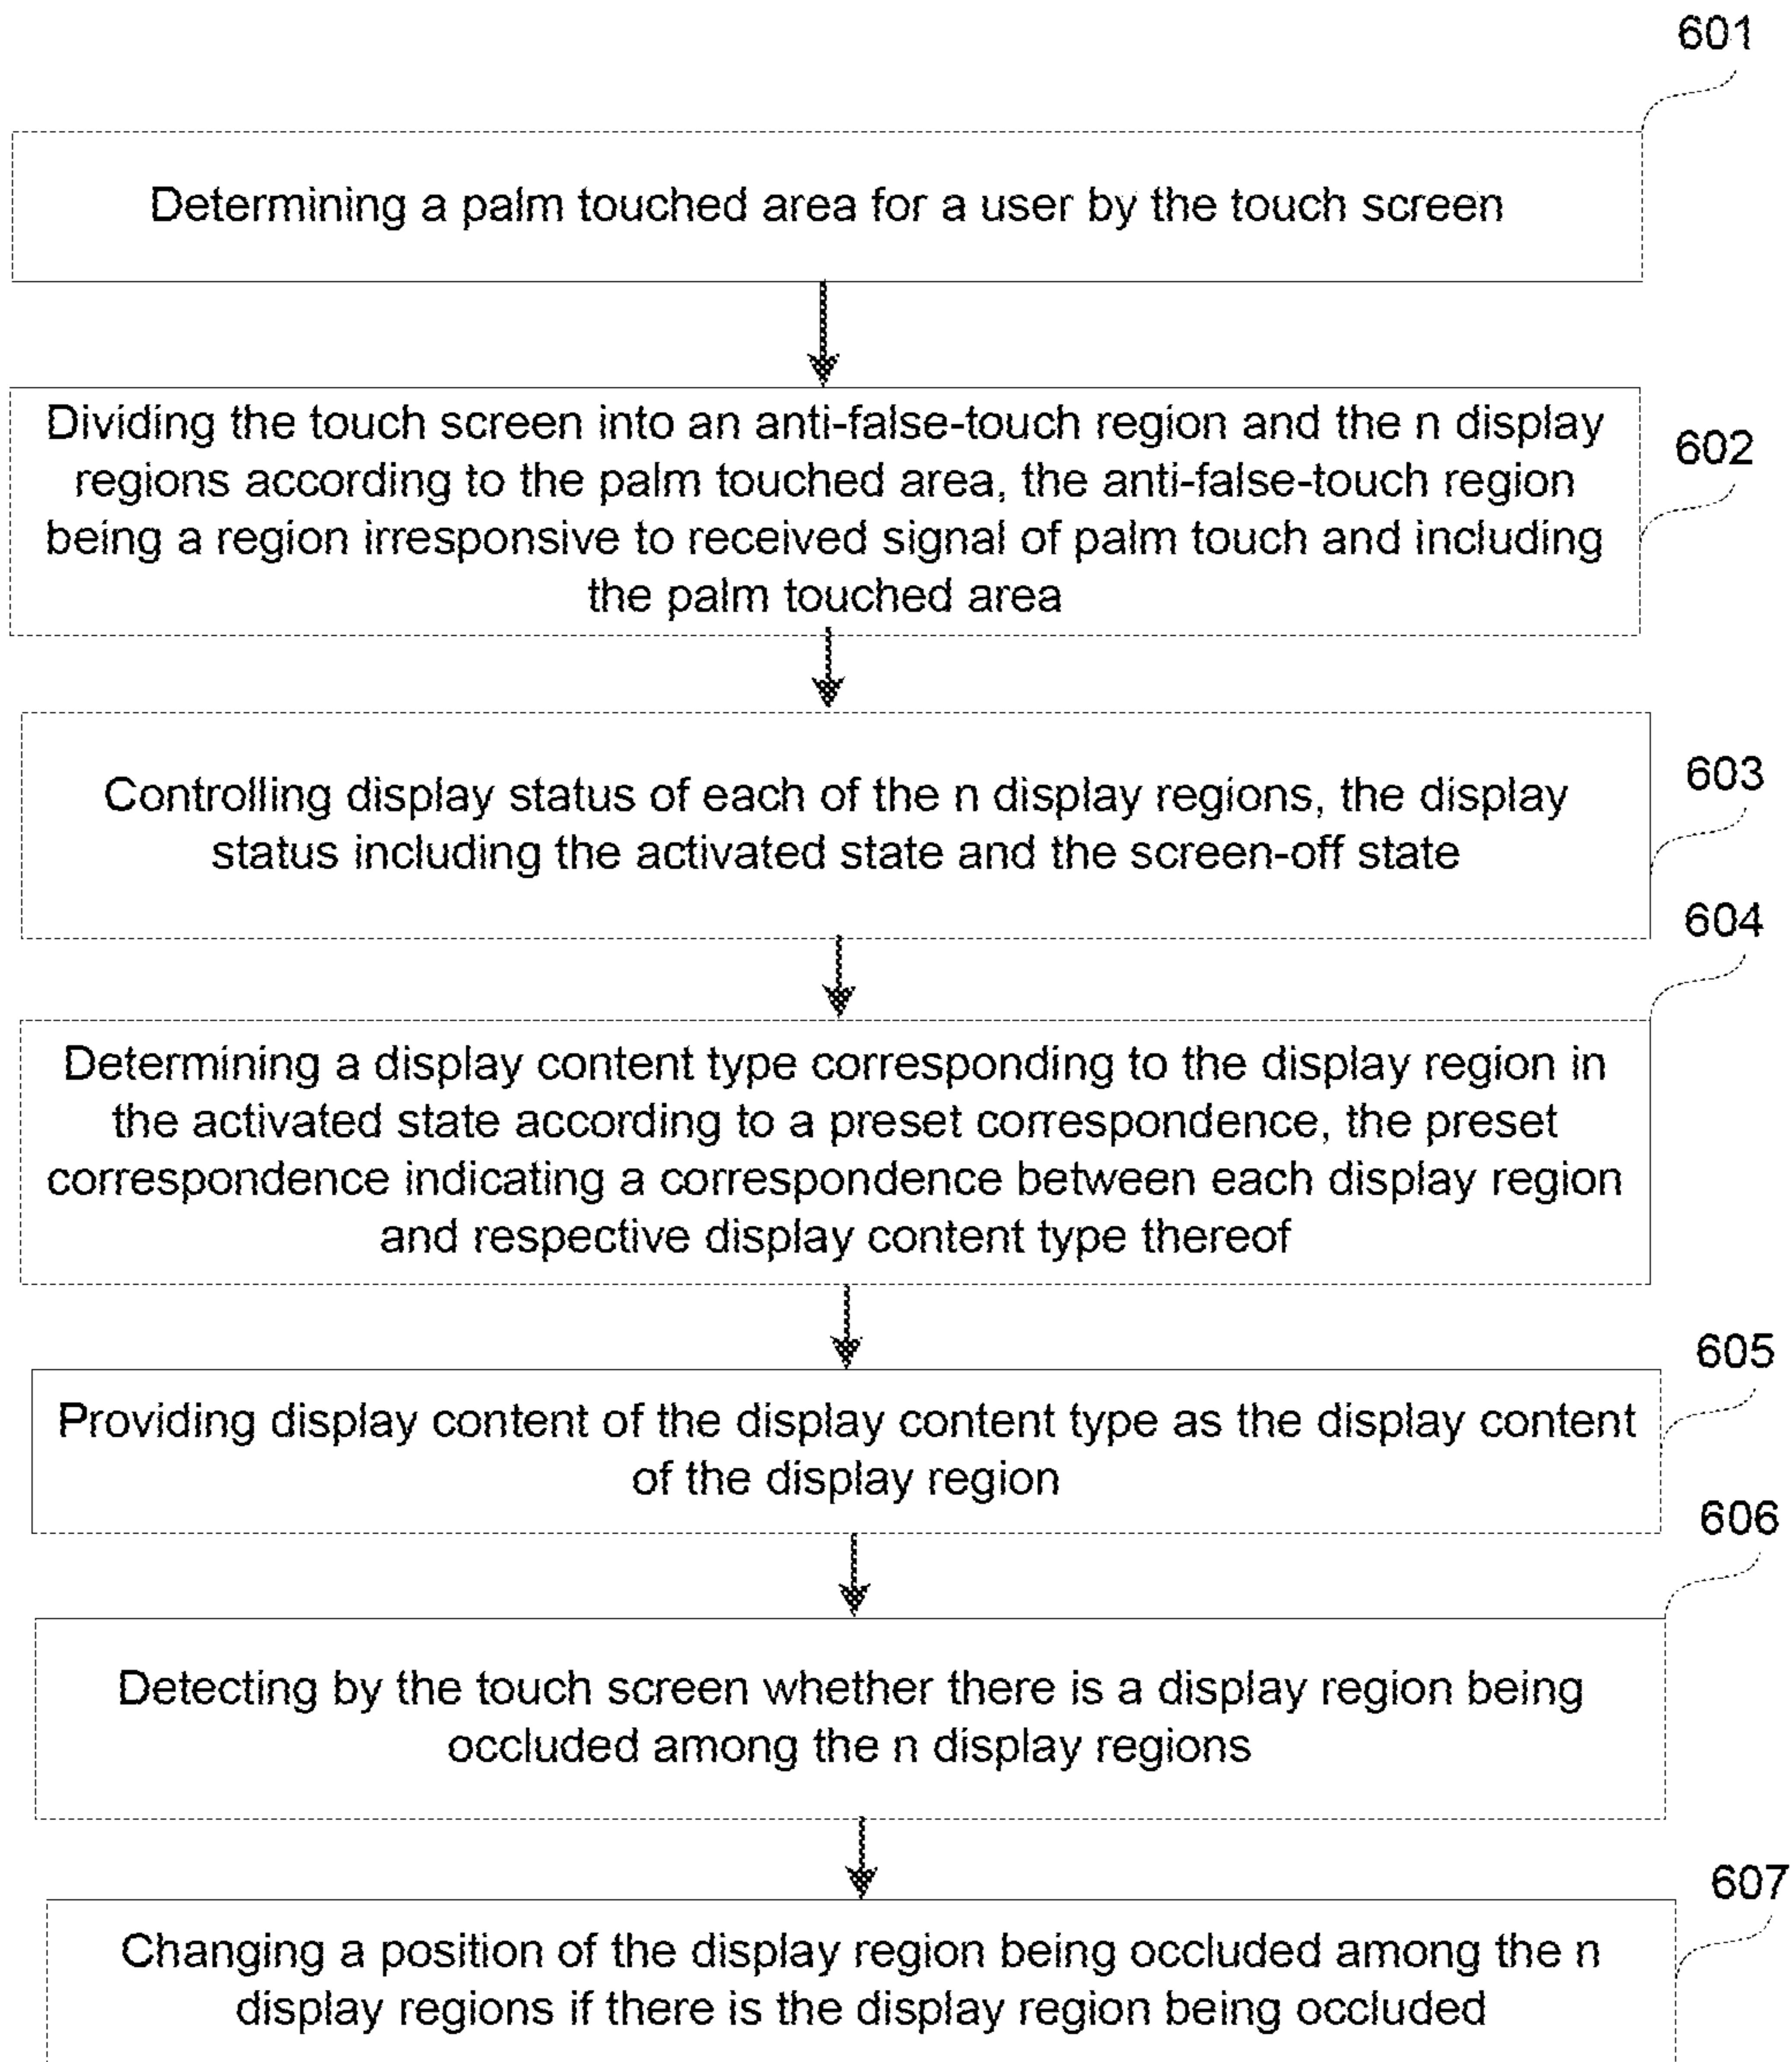 601
Determining a palm touched area for a user by the touch screen
Dividing the touch screen into an anti-false-touch region and the n display
regions according to the palm touched area, the anti-false-touch region
being a region irresponsive to received signal of palm touch and including
the palm touched area
602
Controlling display status of each of the n display regions, the display
status including the activated state and the screen-off state
603
604
Determining a display content type corresponding to the display region in
the activated state according to a preset correspondence, the preset
correspondence indicating a correspondence between each display region
and respective display content type thereof
605
Providing display content of the display content type as the display content
of the display region
606
Detecting by the touch screen whether there is a display region being
occluded among the n display regions
607
Changing a position of the display region being occluded among the n
display regions if there is the display region being occluded